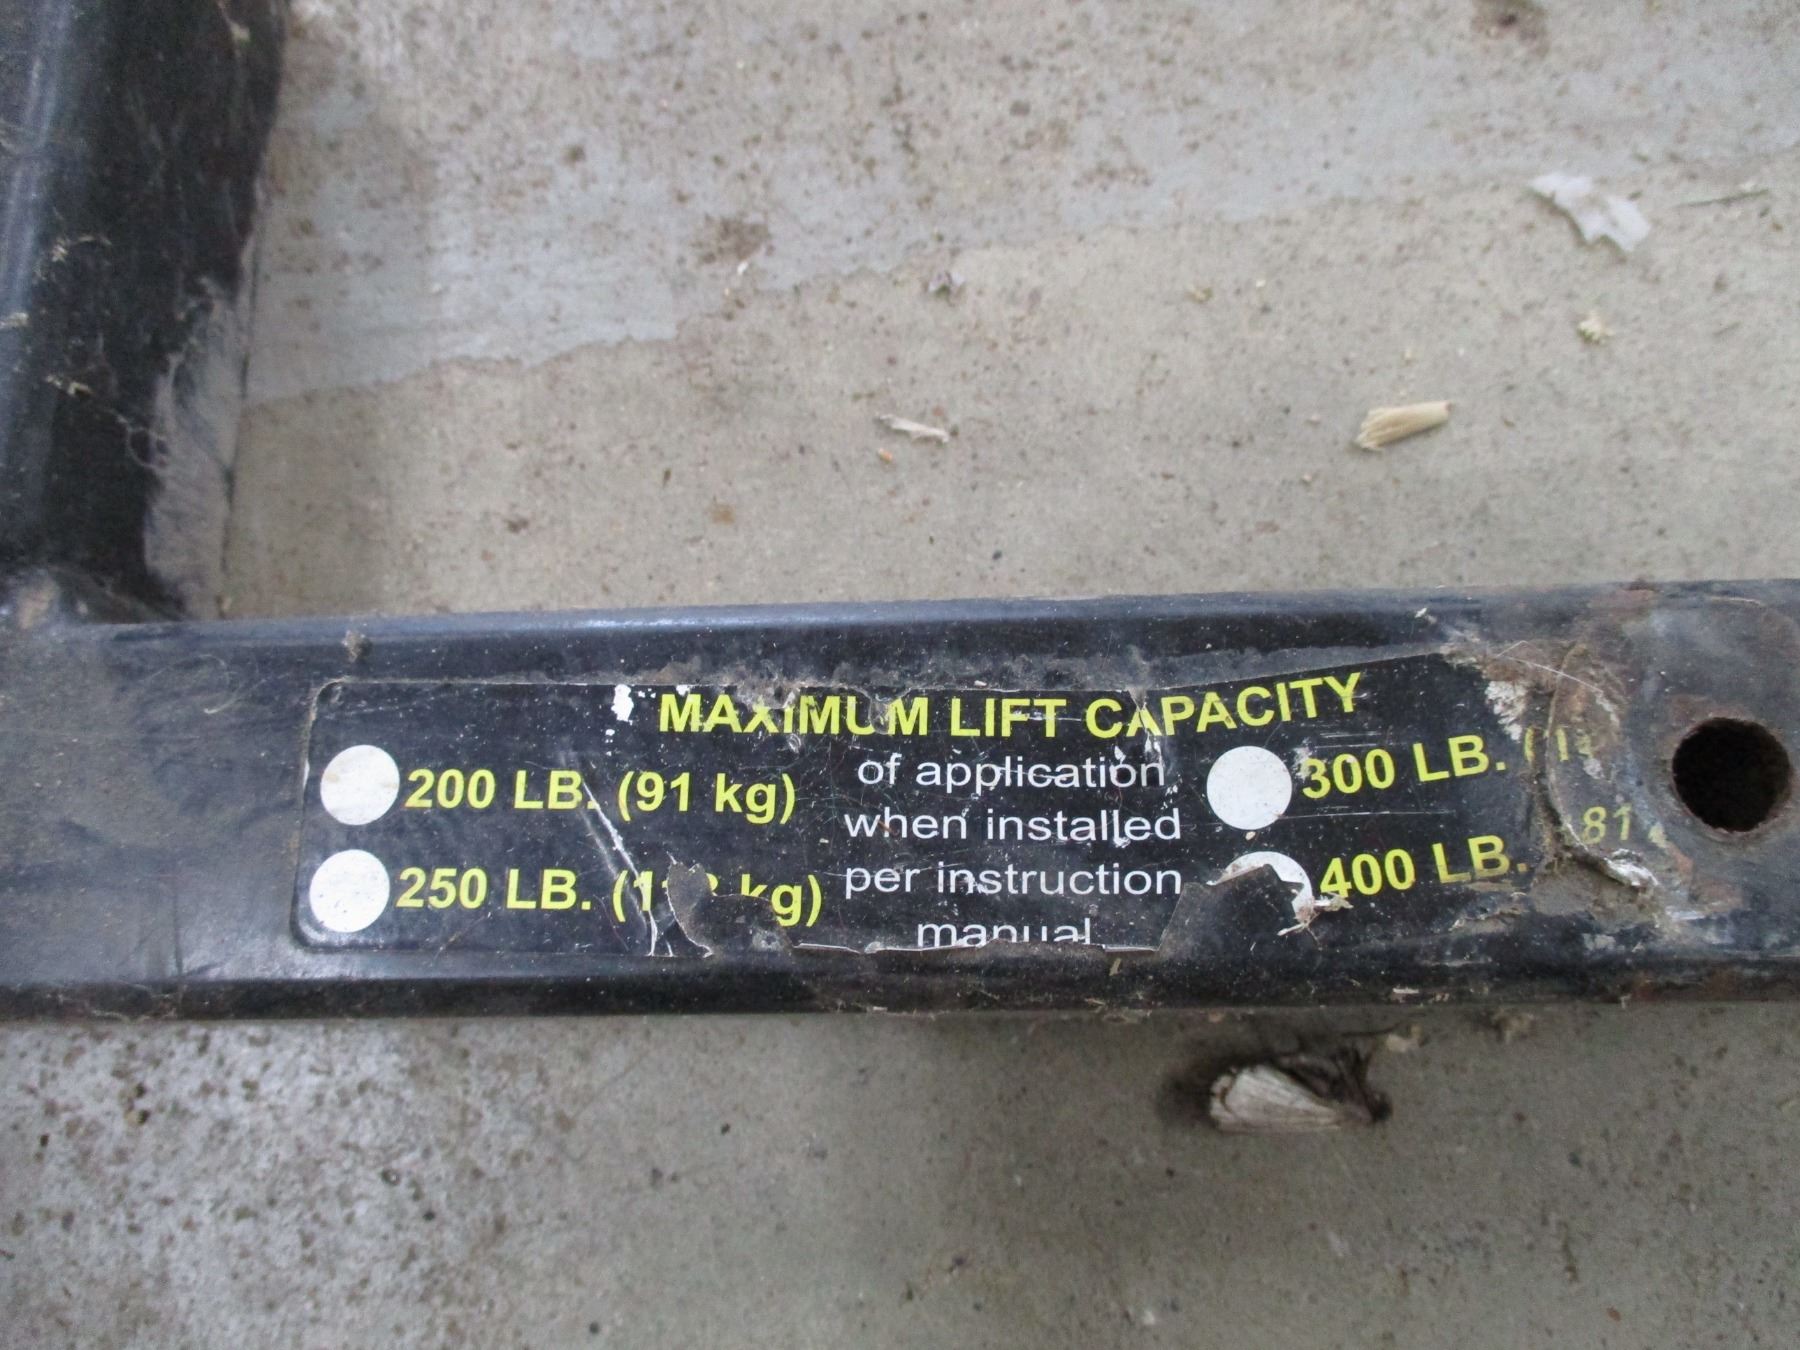 MAXIMUM LIFT CAPACITY
200 LB. (91 kg)
250 LB. kg)
of application
when installed
per instruction
manual
300 LB.
400 LB. 81